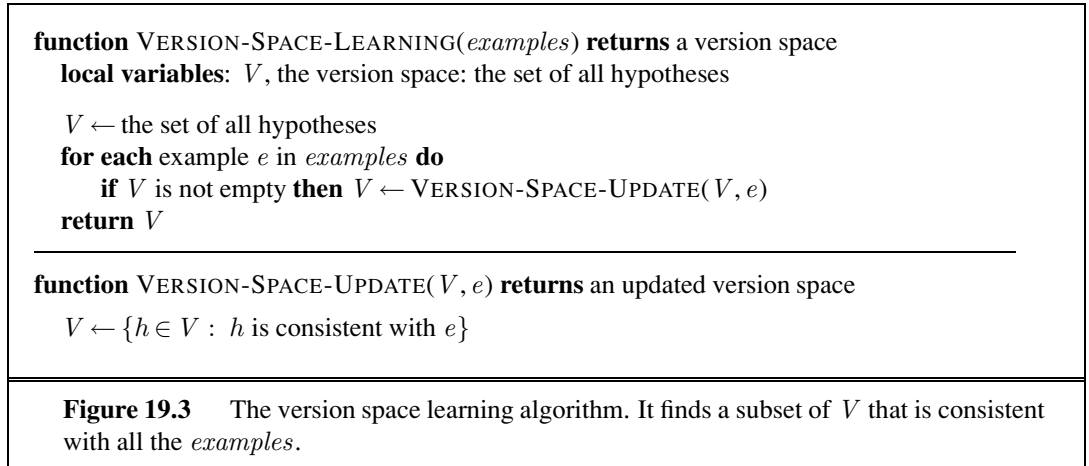 function VERSION-SPACE-LEARNING(examples) returns a version space
local variables: V, the version space: the set of all hypotheses
V ← the set of all hypotheses
for each example e in examples do
if V is not empty then V ← VERSION-SPACE-UPDATE(V, e)
return V
function VERSION-SPACE-UPDATE(V, e) returns an updated version space
V ← {h ∈ V : h is consistent with e}
Figure 19.3 The version space learning algorithm. It finds a subset of V that is consistent
with all the examples.